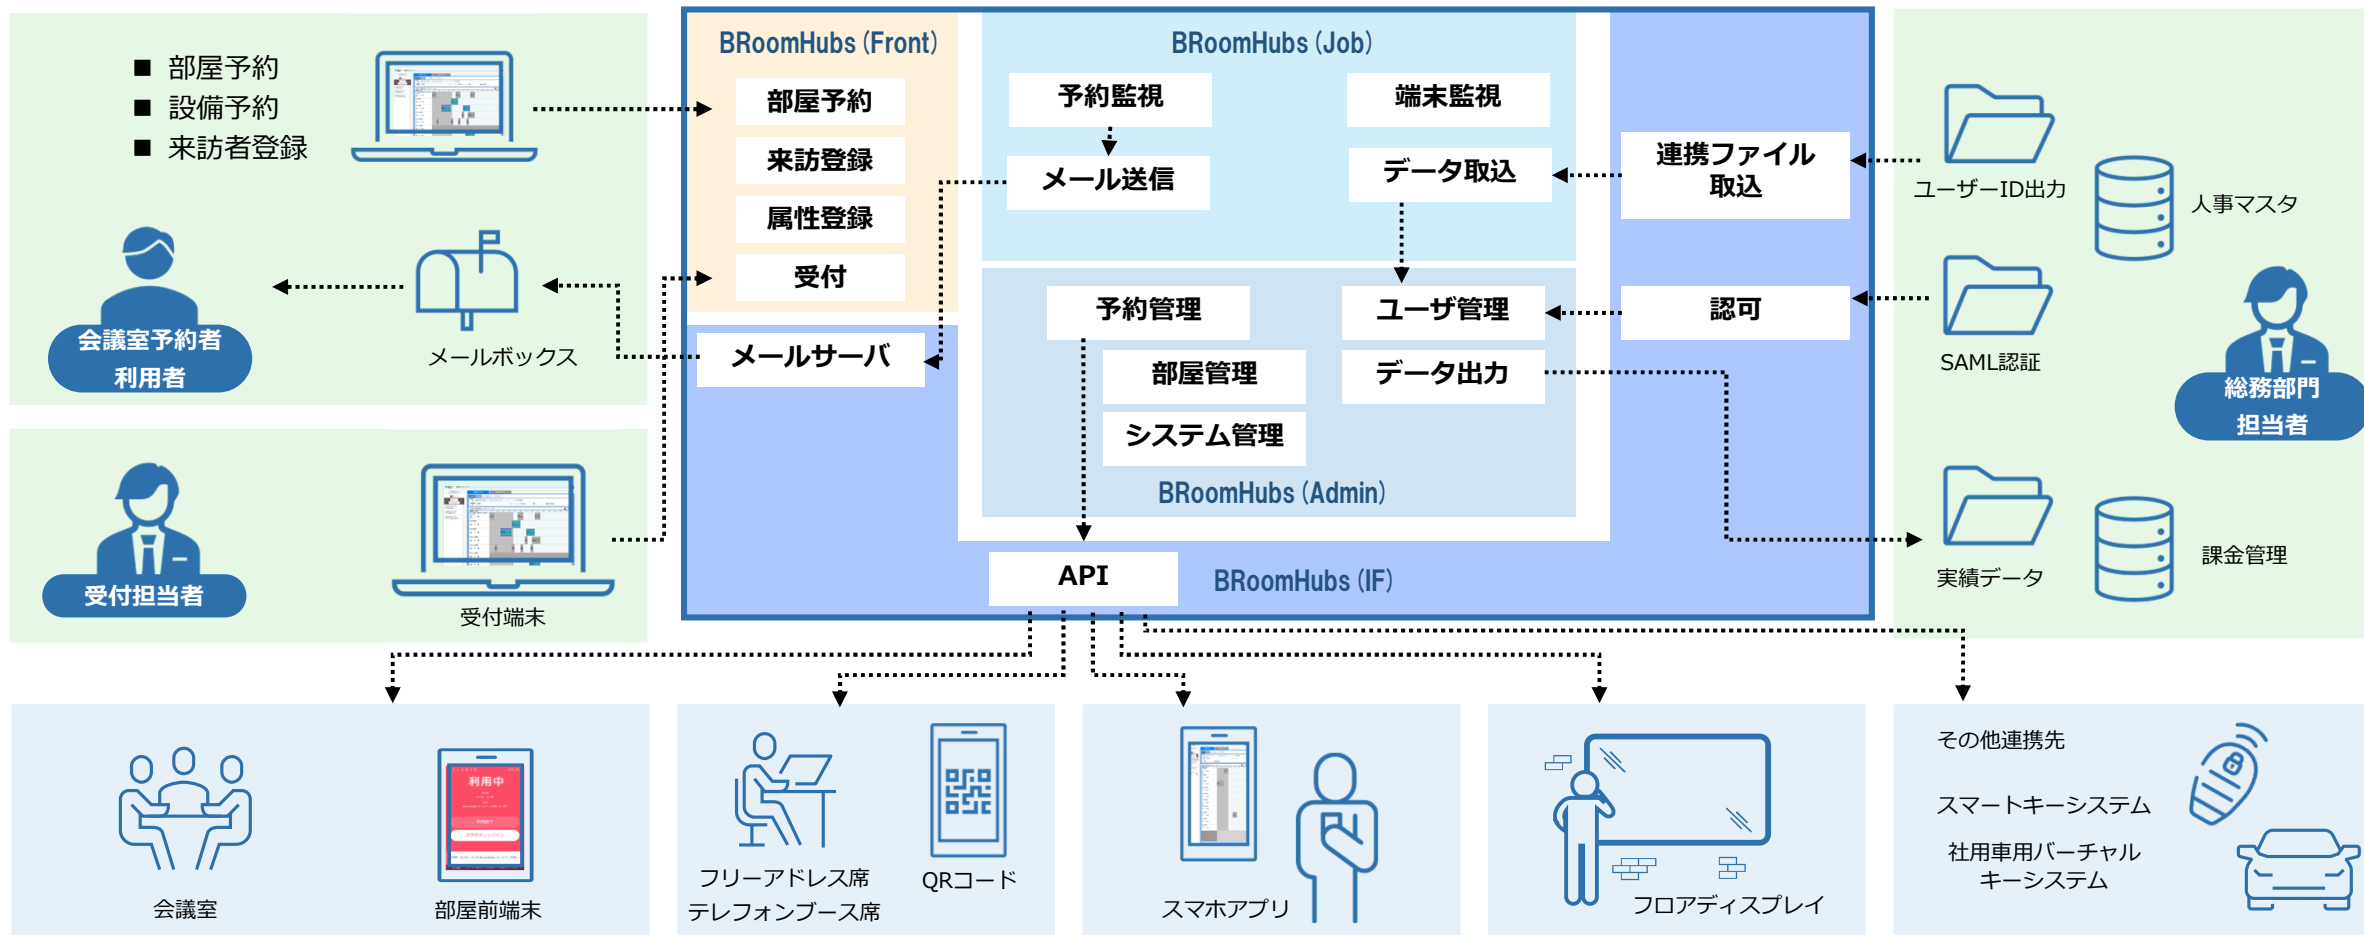 ■ 部屋予約
■ 設備予約
■ 来訪者登録
会議室予約者
利用者
メールボックス
受付担当者
受付端末
BRoomHubs (Front)
部屋予約
来訪登録
属性登録
受付
メールサーバ
BRoomHubs (Job)
予約監視
端末監視
メール送信
データ取込
予約管理
ユーザ管理
部屋管理
データ出力
システム管理
BRoomHubs (Admin)
連携ファイル
取込
認可
API
BRoomHubs (IF)
ユーザーID出力
人事マスタ
SAML認証
総務部門
担当者
実績データ
課金管理
会議室
利用中
部屋前端末
フリーアドレス席
テレフォンブース席
QRコード
スマホアプリ
フロアディスプレイ
その他連携先
スマートキーシステム
社用車用バーチャル
キーシステム